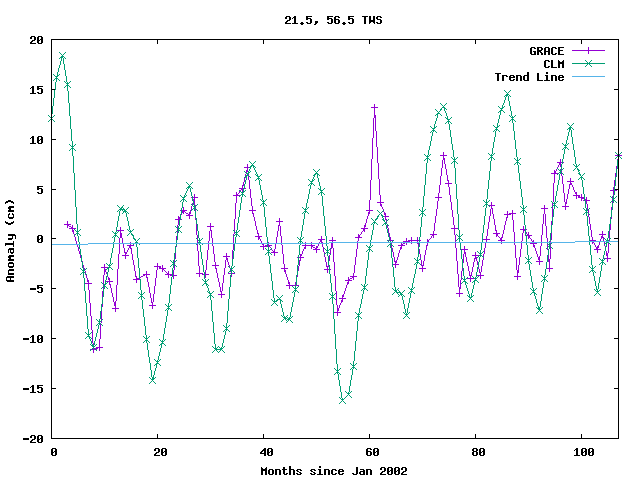 21.5, 56.5 TWS
GRACE
CLM
Trend Line
20
15
10
5
0
-5
-10
-15
-20
Anomaly (cm)
0 20 40 60 80 100
Months since Jan 2002